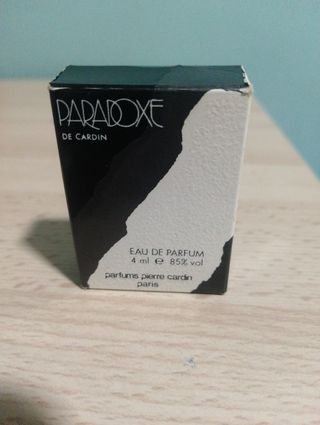 PARADOXE
DE CARDIN
EAU DE PARFUM
4 ml ℮ 85% vol
parfums pierre cardin
paris